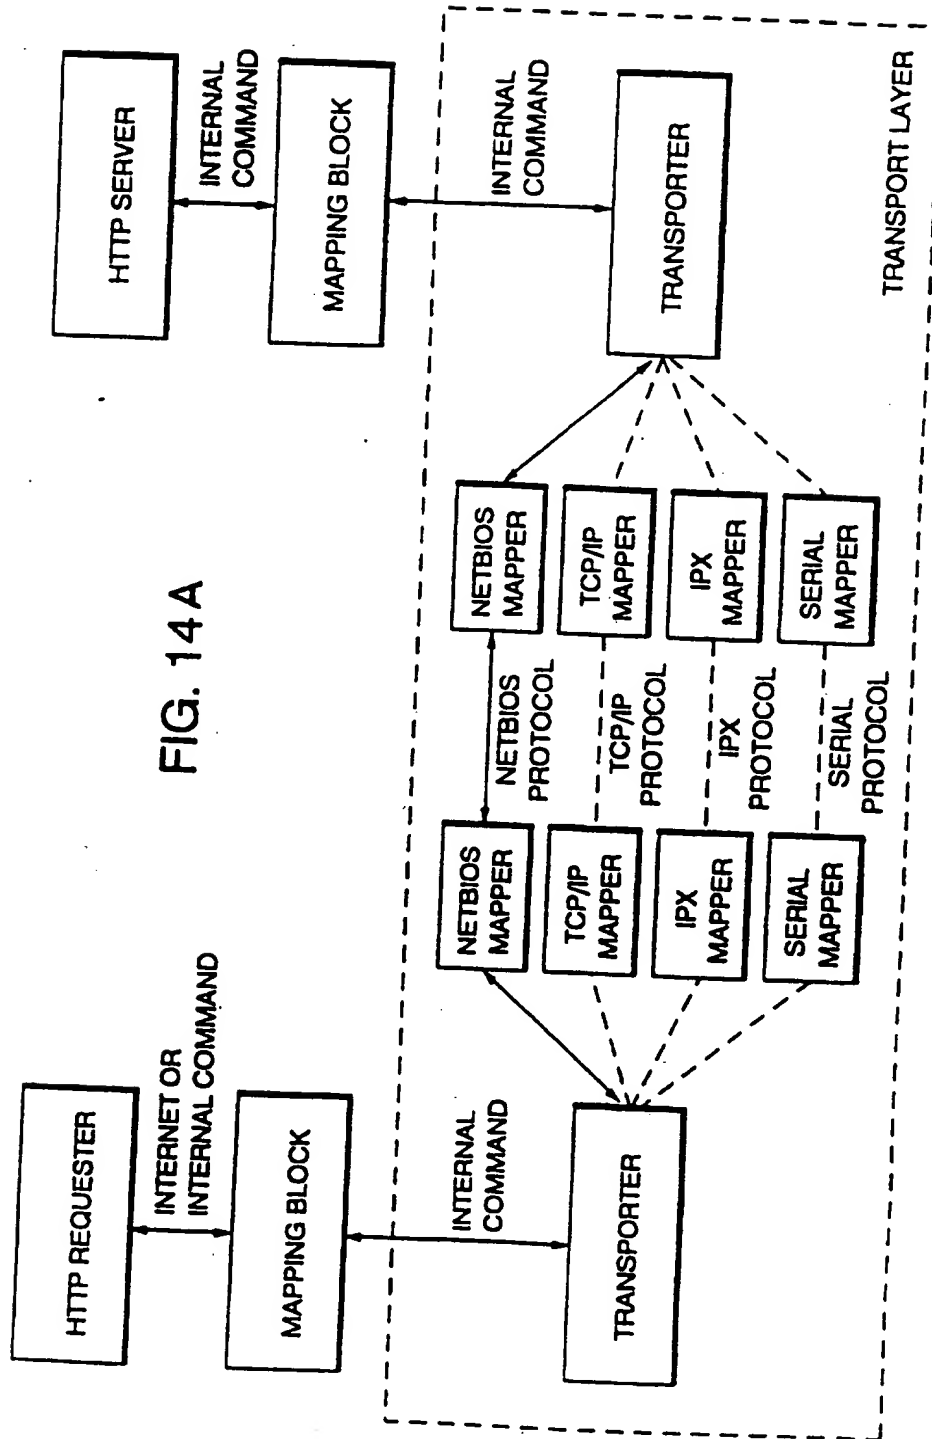 FIG. 14A
HTTP REQUESTER
INTERNET OR
INTERNAL COMMAND
MAPPING BLOCK
INTERNAL
COMMAND
TRANSPORTER
HTTP SERVER
INTERNAL
COMMAND
MAPPING BLOCK
INTERNAL
COMMAND
TRANSPORTER
NETBIOS
MAPPER
NETBIOS
PROTOCOL
NETBIOS
MAPPER
TCP/IP
MAPPER
TCP/IP
PROTOCOL
TCP/IP
MAPPER
IPX
MAPPER
IPX
PROTOCOL
IPX
MAPPER
SERIAL
MAPPER
SERIAL
PROTOCOL
SERIAL
MAPPER
TRANSPORT LAYER